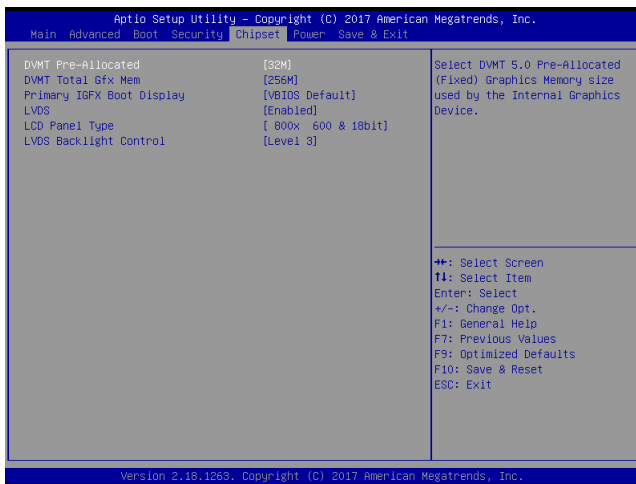 Aptio Setup Utility – Copyright (C) 2017 American Megatrends, Inc.
Main Advanced Boot Security Chipset Power Save & Exit
DVMT Pre-Allocated [32M]
DVMT Total Gfx Mem [256M]
Primary IGFX Boot Display [VBIOS Default]
LVDS [Enabled]
LCD Panel Type [ 800x 600 & 18bit]
LVDS Backlight Control [Level 3]
Select DVMT 5.0 Pre-Allocated
(Fixed) Graphics Memory size
used by the Internal Graphics
Device.
→←: Select Screen
↑↓: Select Item
Enter: Select
+/-: Change Opt.
F1: General Help
F7: Previous Values
F9: Optimized Defaults
F10: Save & Reset
ESC: Exit
Version 2.18.1263. Copyright (C) 2017 American Megatrends, Inc.